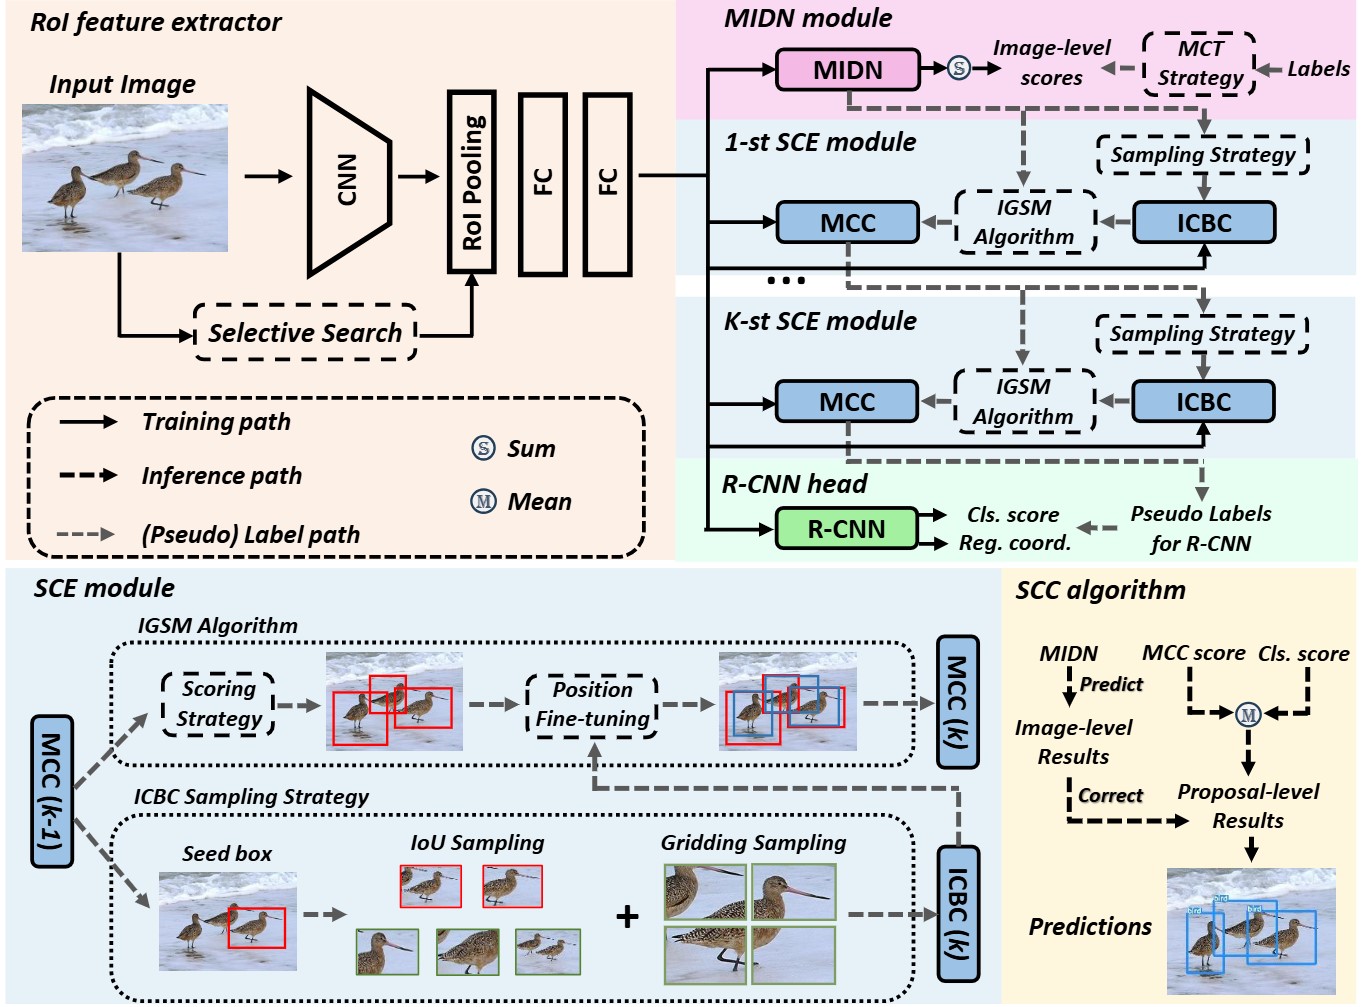 RoI feature extractor
Input Image
CNN
RoI Pooling
FC
FC
Selective Search
Training path
Inference path
(Pseudo) Label path
S Sum
M Mean
MIDN module
MIDN
S
Image-level
scores
MCT
Strategy
Labels
1-st SCE module
Sampling Strategy
MCC
IGSM
Algorithm
ICBC
...
K-st SCE module
Sampling Strategy
MCC
IGSM
Algorithm
ICBC
R-CNN head
R-CNN
Cls. score
Reg. coord.
Pseudo Labels
for R-CNN
SCE module
IGSM Algorithm
MCC (k-1)
Scoring
Strategy
Position
Fine-tuning
MCC (k)
ICBC Sampling Strategy
Seed box
IoU Sampling
+
Gridding Sampling
ICBC (k)
SCC algorithm
MIDN
MCC score
Cls. score
Predict
M
Image-level
Results
Correct
Proposal-level
Results
Predictions
bird
bird
bird